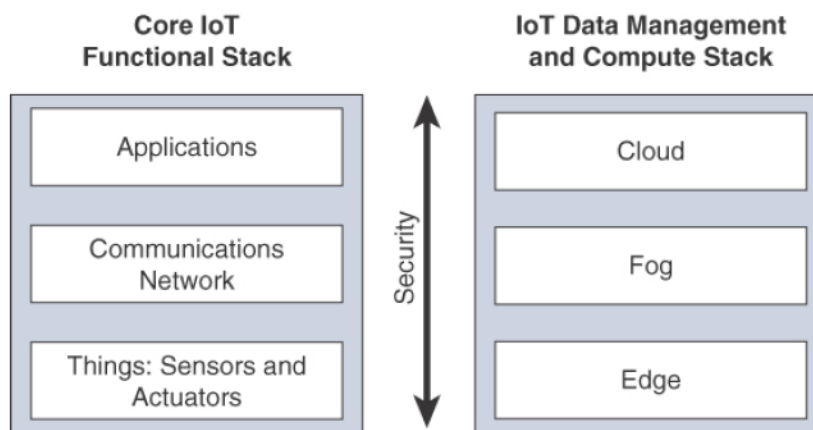 Core IoT
Functional Stack
Applications
Communications
Network
Things: Sensors and
Actuators
Security
IoT Data Management
and Compute Stack
Cloud
Fog
Edge